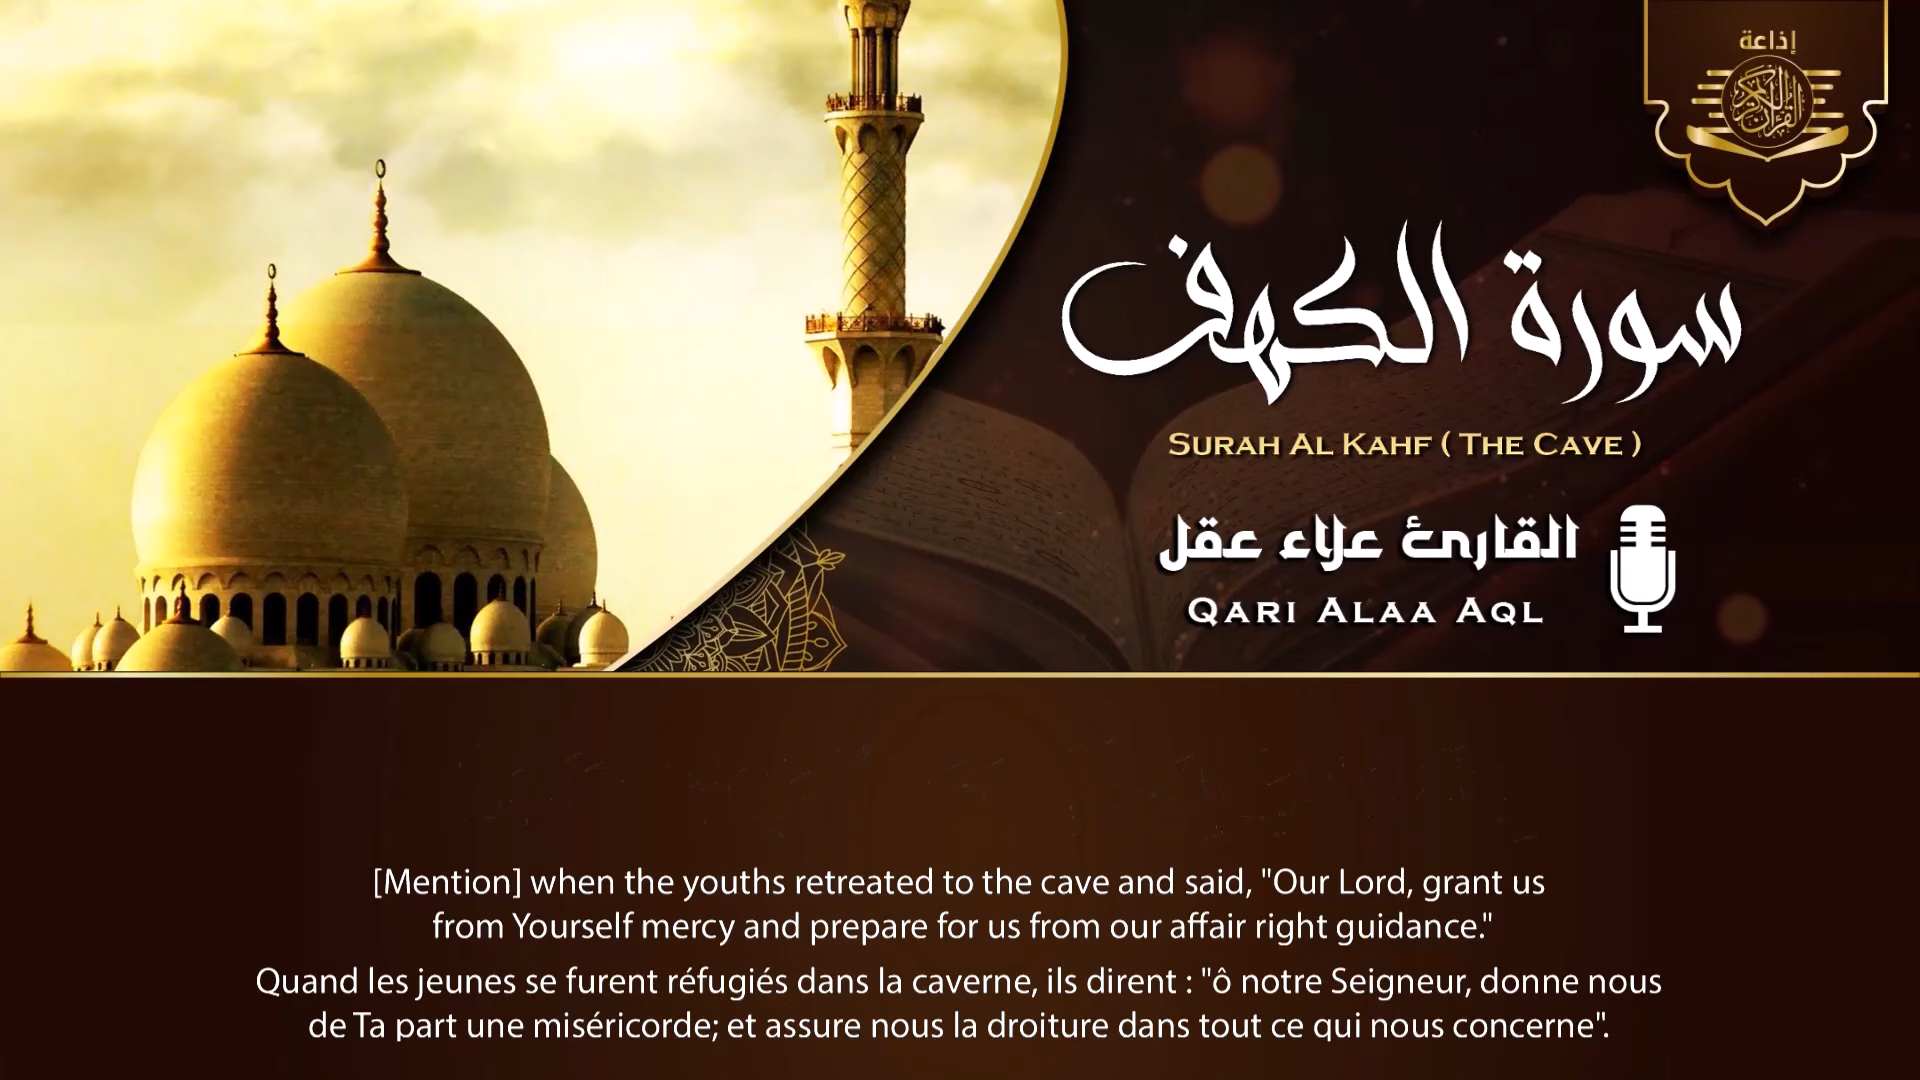 إذاعة
القرآن الكريم
سورة الكهف
SURAH AL KAHF ( THE CAVE )
القارئ علاء عقل
QARI ALAA AQL
[Mention] when the youths retreated to the cave and said, "Our Lord, grant us
from Yourself mercy and prepare for us from our affair right guidance."
Quand les jeunes se furent réfugiés dans la caverne, ils dirent : "ô notre Seigneur, donne nous
de Ta part une miséricorde; et assure nous la droiture dans tout ce qui nous concerne".